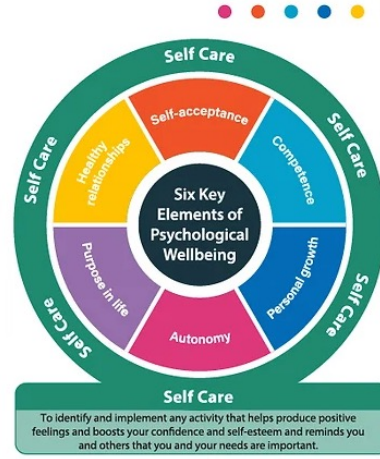 Self Care
Self Care
Self Care
Self-acceptance
Healthy
relationships
Competence
Six Key
Elements of
Psychological
Wellbeing
Purpose in life
Personal growth
Autonomy
Self Care
Self Care
Self Care
To identify and implement any activity that helps produce positive
feelings and boosts your confidence and self-esteem and reminds you
and others that you and your needs are important.